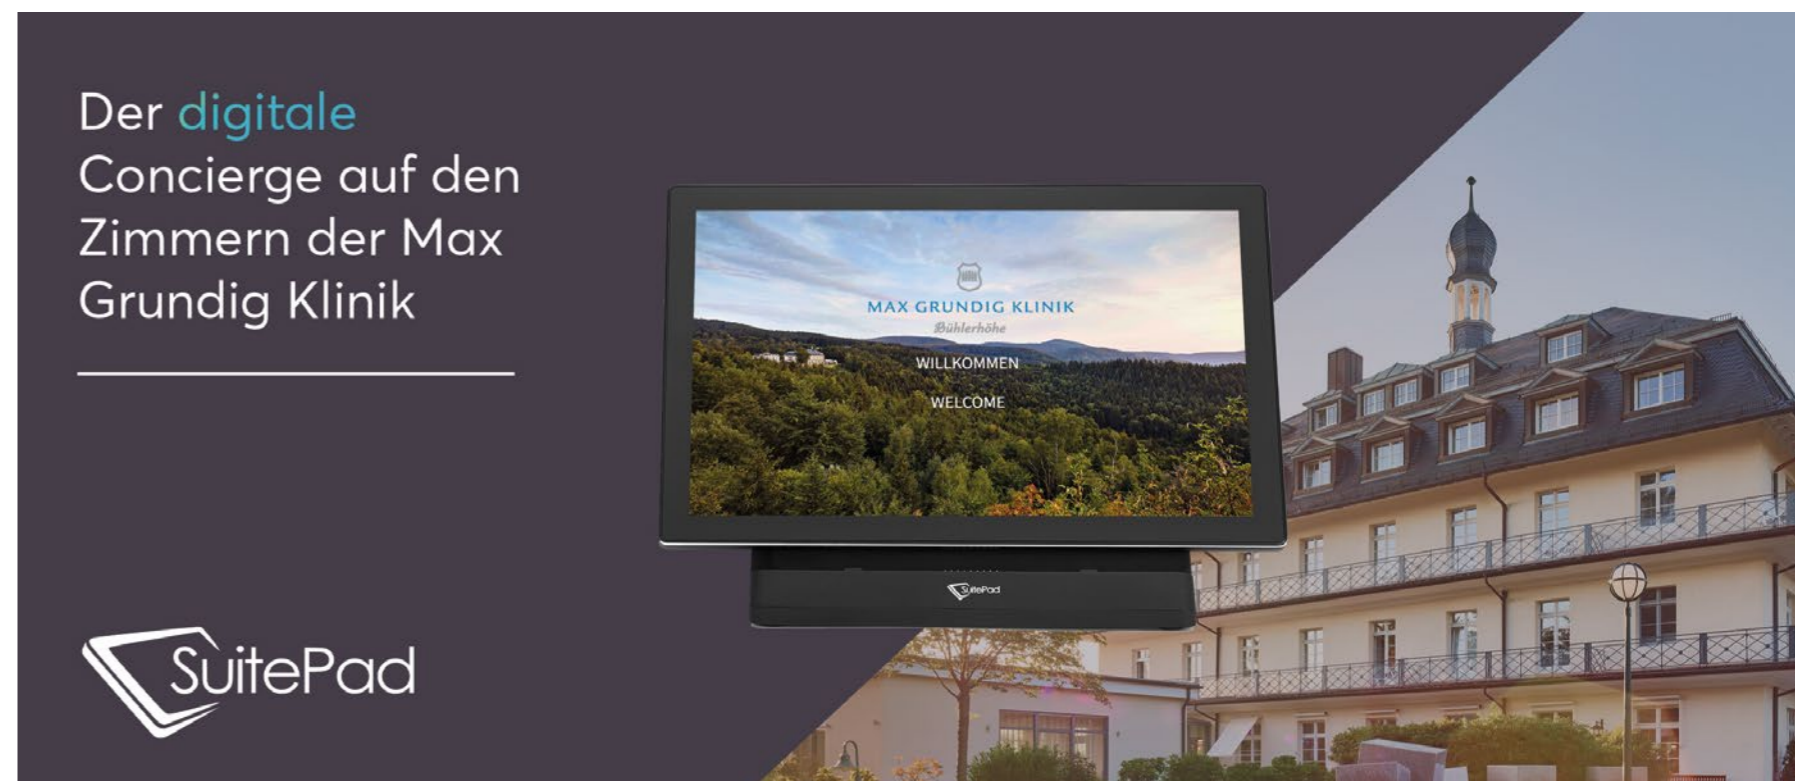 Der digitale
Concierge auf den
Zimmern der Max
Grundig Klinik
MAX GRUNDIG KLINIK
Bühlerhöhe
WILLKOMMEN
WELCOME
SuitePad
SuitePad